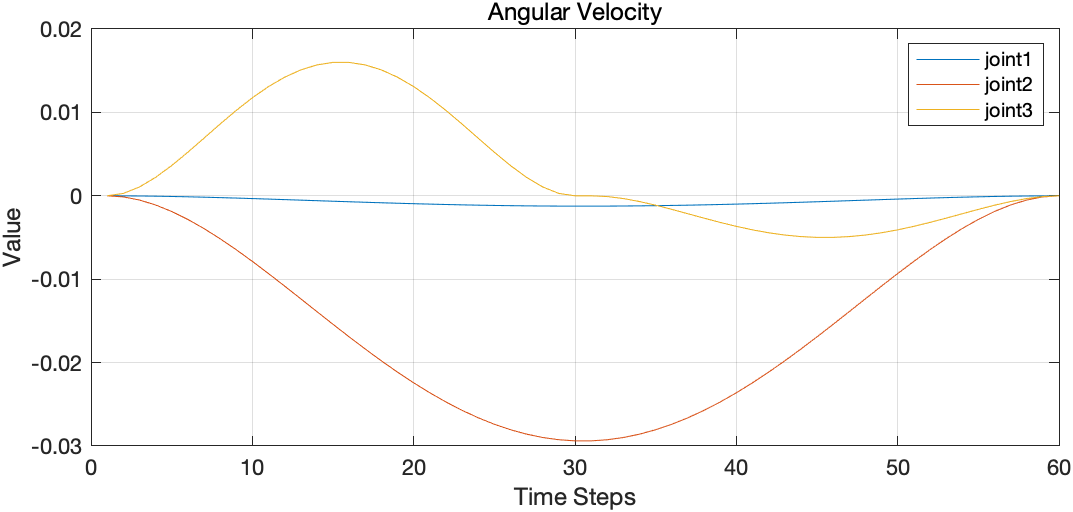 Angular Velocity
0.02
0.01
0
-0.01
-0.02
-0.03
Value
joint1
joint2
joint3
0 10 20 30 40 50 60
Time Steps